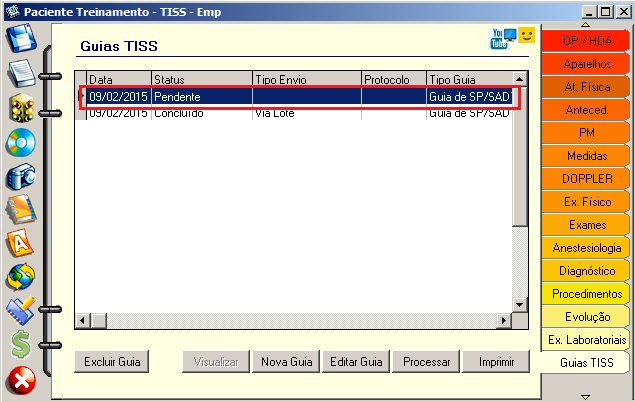 Paciente Treinamento - TISS - Emp
Guias TISS
You Tube
Data Status Tipo Envio Protocolo Tipo Guia
09/02/2015 Pendente Guia de SP/SAD
09/02/2015 Concluído Via Lote Guia de SP/SAD
Excluir Guia Visualizar Nova Guia Editar Guia Processar Imprimir
QP / HDA
Aparelhos
At. Física
Anteced.
PM
Medidas
DOPPLER
Ex. Físico
Exames
Anestesiologia
Diagnóstico
Procedimentos
Evolução
Ex. Laboratoriais
Guias TISS